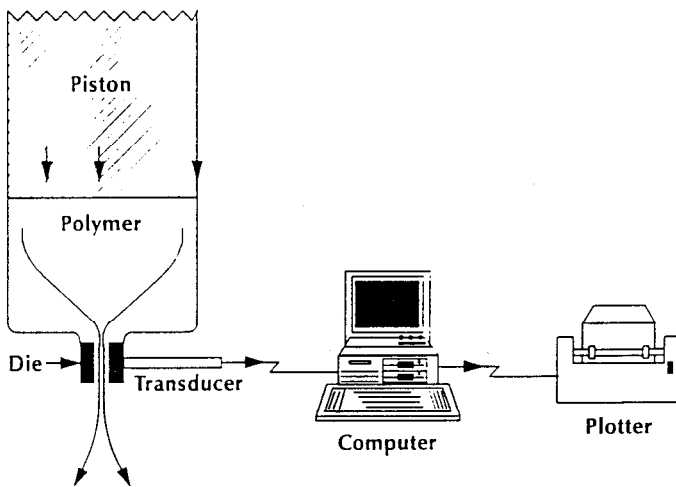 Piston
Polymer
Die
Transducer
Computer
Plotter